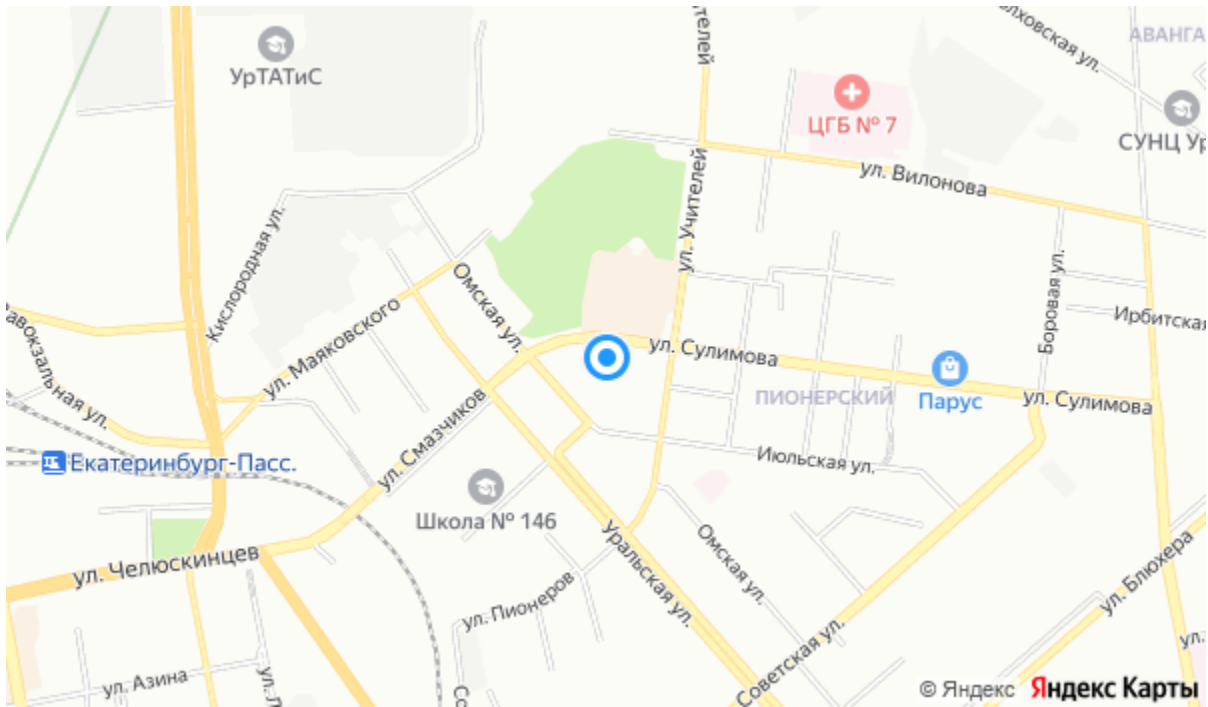 УрТАТиС
ЦГБ № 7
СУНЦ Ур
ул. Вилонова
ул. Учителей
Кислородная ул.
Омская ул.
ул. Маяковского
Боровая ул.
Ирбитская
ул. Сулимова
ПИОНЕРСКИЙ
Парус
ул. Сулимова
ул. Смазчиков
Екатеринбург-Пасс.
Июльская ул.
Школа № 146
Уральская ул.
Омская ул.
ул. Челюскинцев
ул. Блюхера
ул. Пионеров
Советская ул.
ул. Азина
© Яндекс Яндекс Карты